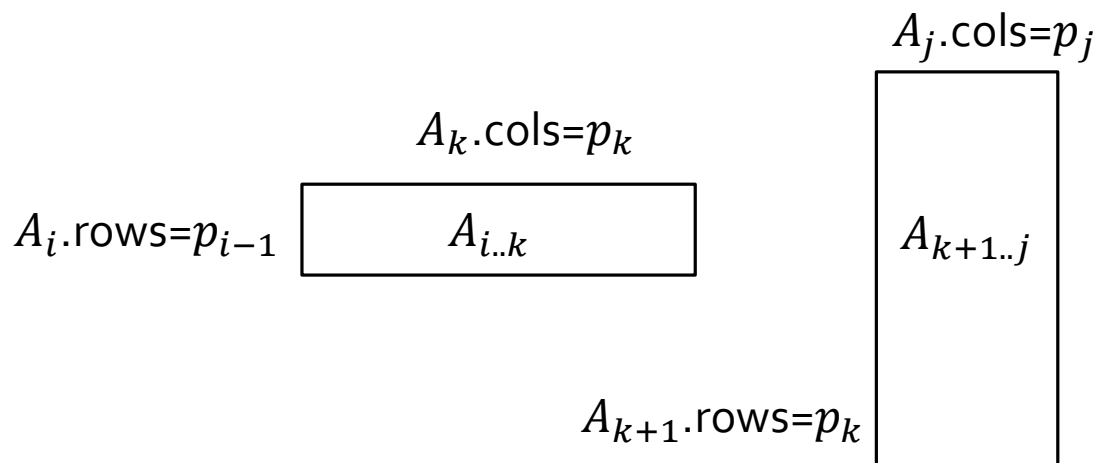 A_j.cols=p_j
A_k.cols=p_k
A_i.rows=p_{i−1}
A_{i..k}
A_{k+1..j}
A_{k+1}.rows=p_k